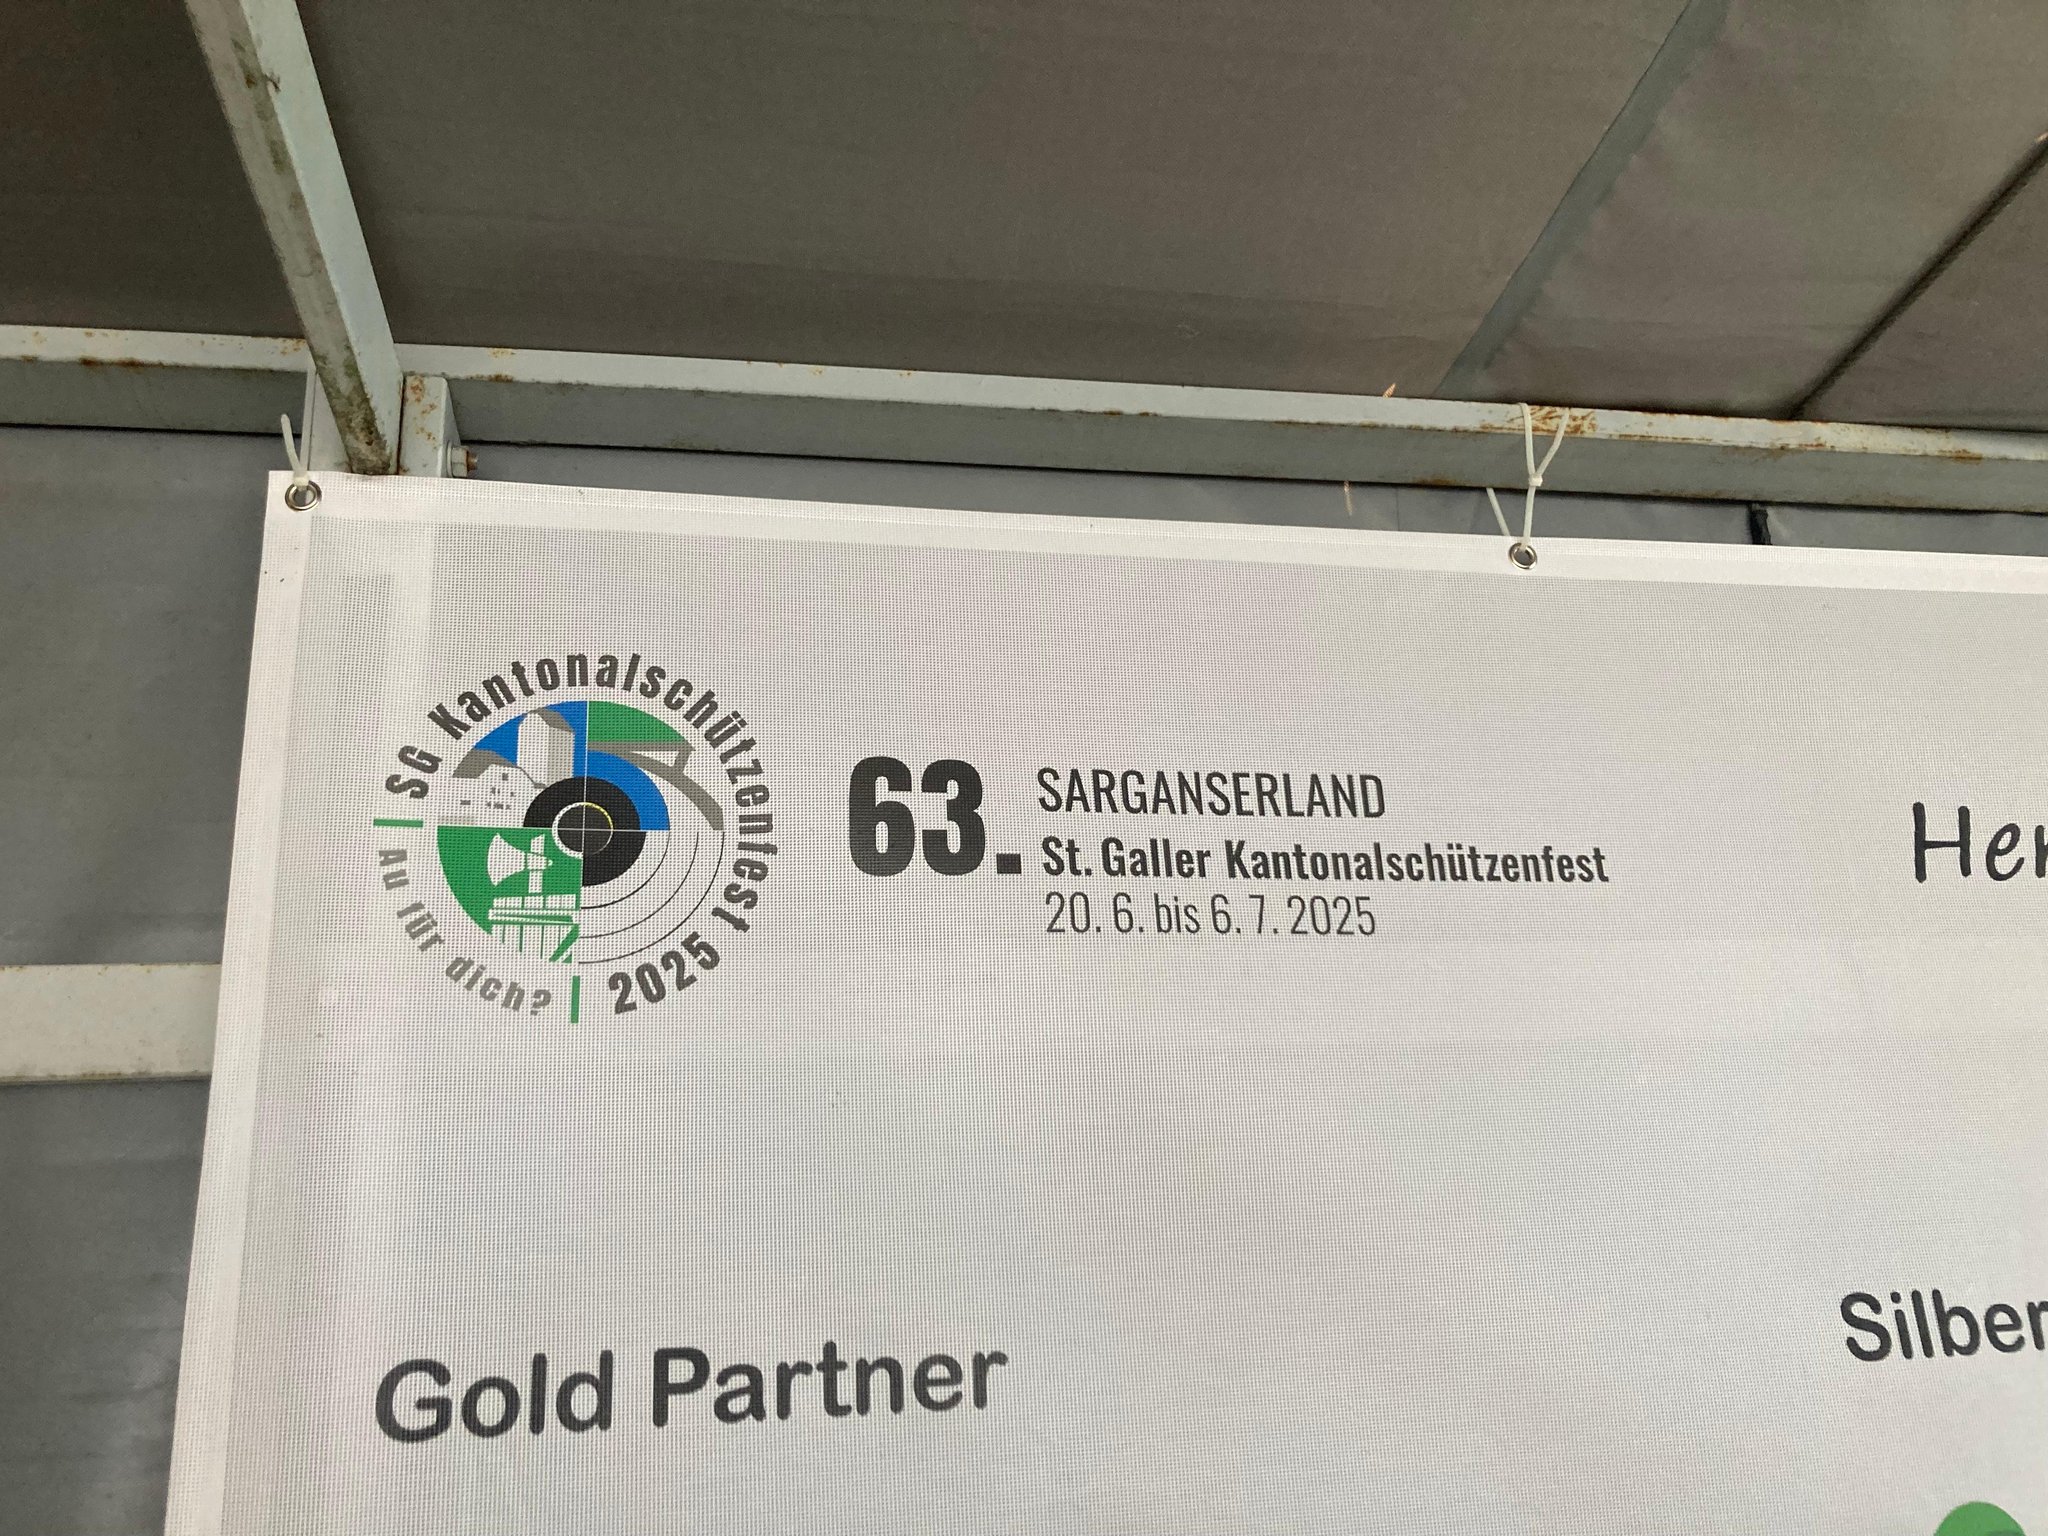 SG Kantonalschützenfest 2025
Au für dich?
63.
SARGANSERLAND
St. Galler Kantonalschützenfest
20. 6. bis 6. 7. 2025
Gold Partner